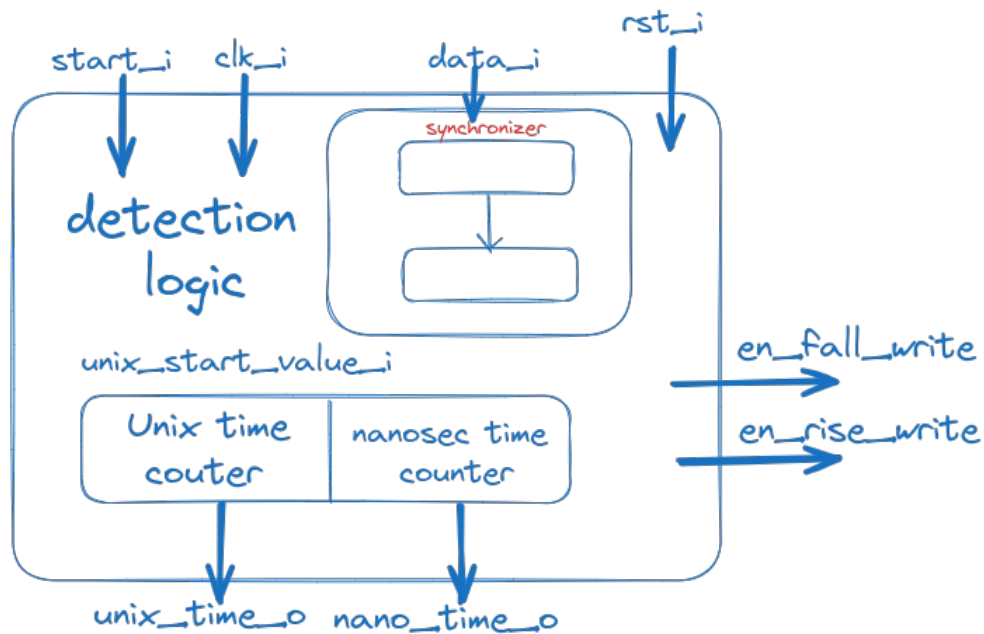 rst_i
start_i
clk_i
data_i
synchronizer
detection
logic
unix_start_value_i
en_fall_write
Unix time
couter
nanosec time
counter
en_rise_write
unix_time_o
nano_time_o